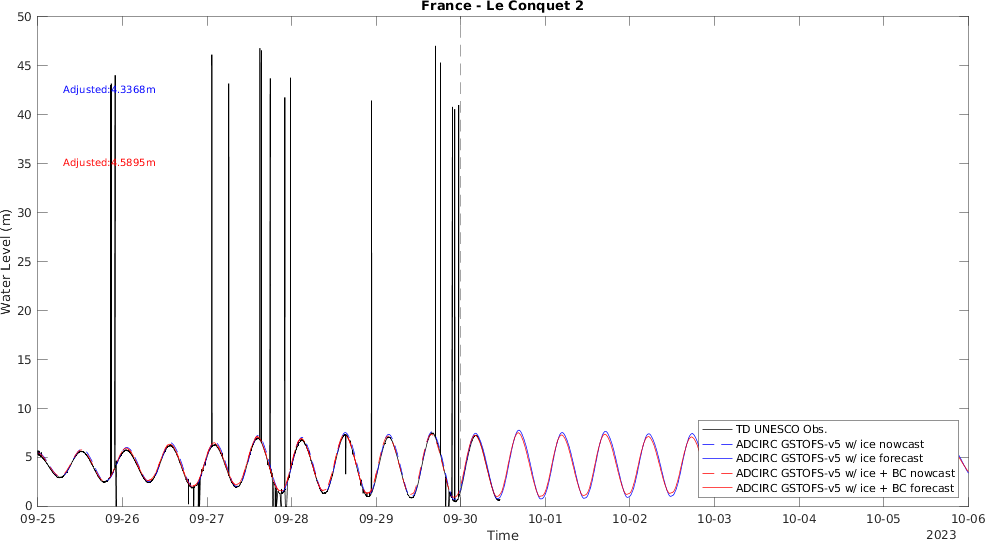 France - Le Conquet 2
50
45
40
35
30
25
20
15
10
5
0
Water Level (m)
Adjusted:4.3368m
Adjusted:4.5895m
TD UNESCO Obs.
ADCIRC GSTOFS-v5 w/ ice nowcast
ADCIRC GSTOFS-v5 w/ ice forecast
ADCIRC GSTOFS-v5 w/ ice + BC nowcast
ADCIRC GSTOFS-v5 w/ ice + BC forecast
09-25 09-26 09-27 09-28 09-29 09-30 10-01 10-02 10-03 10-04 10-05 10-06
Time
2023